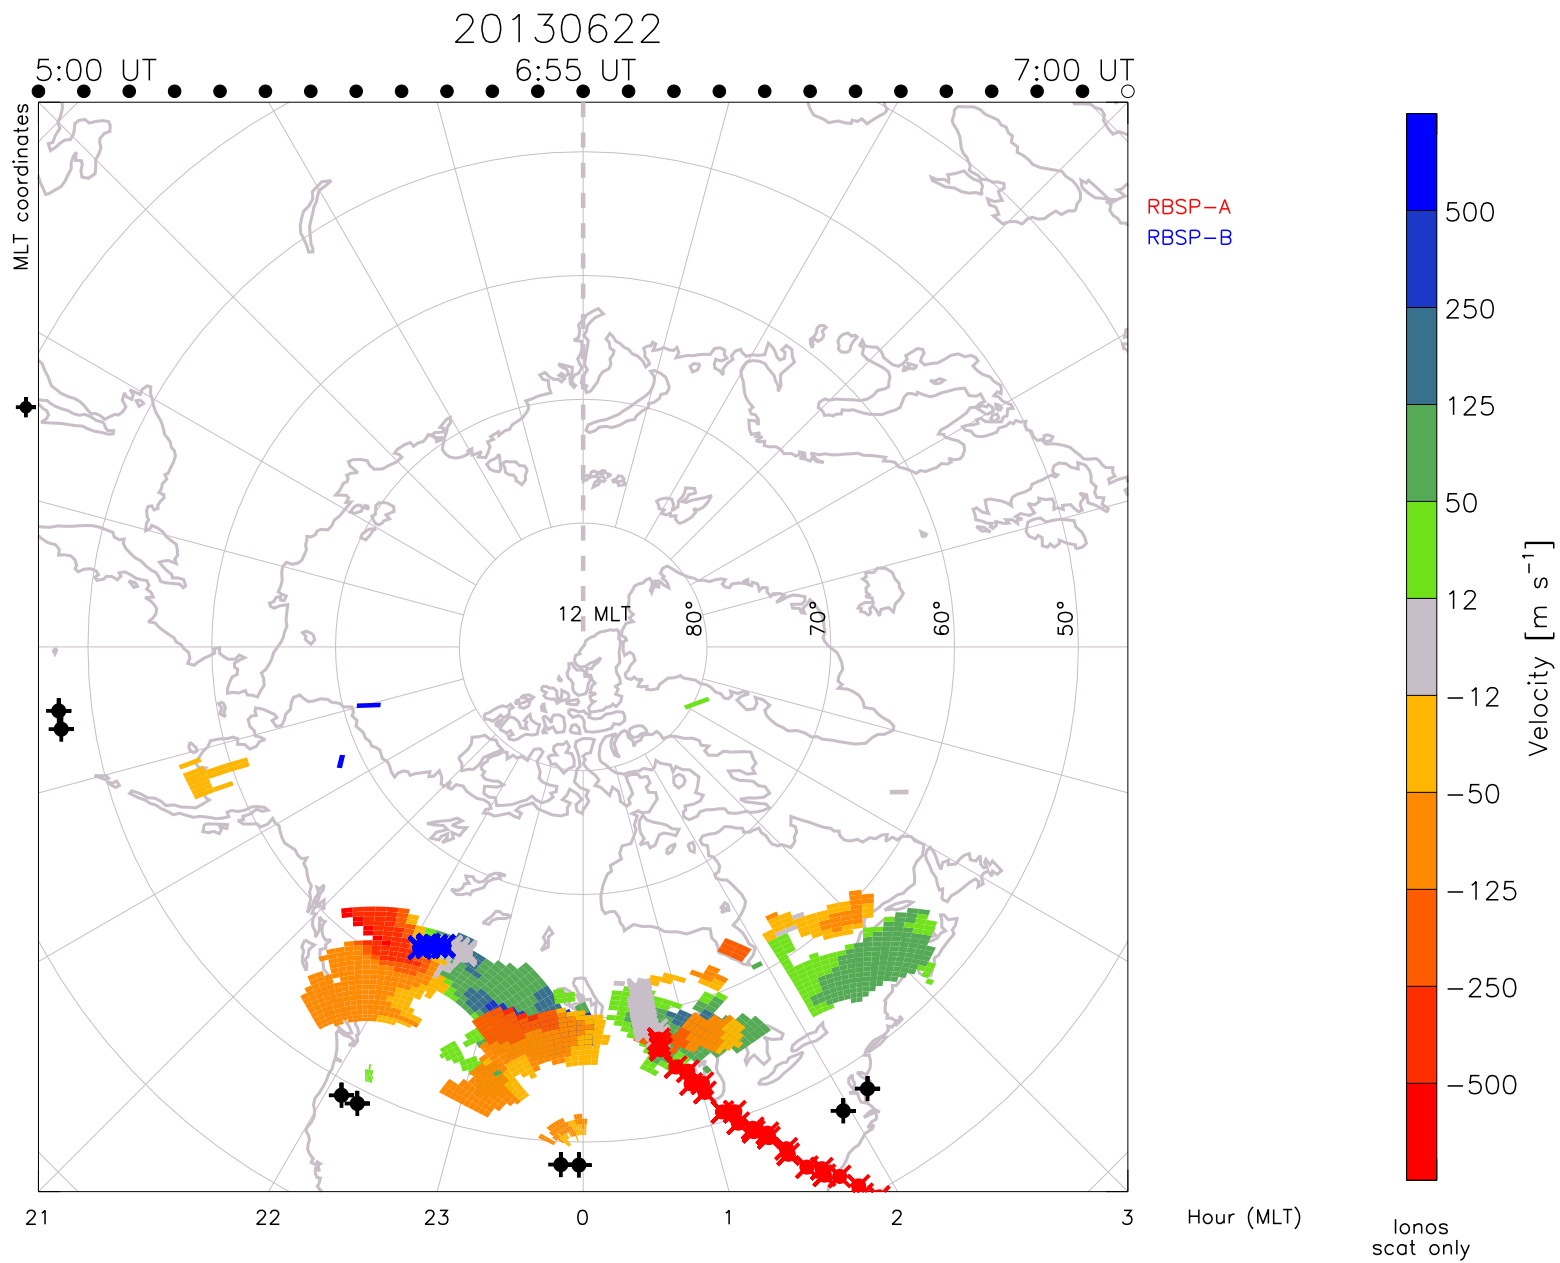 20130622
5:00 UT 6:55 UT 7:00 UT
MLT coordinates
RBSP-A
RBSP-B
500
250
125
50
12
-12
-50
-125
-250
-500
Velocity [m s⁻¹]
12 MLT
80°
70°
60°
50°
21 22 23 0 1 2 3
Hour (MLT)
Ionos
scat only